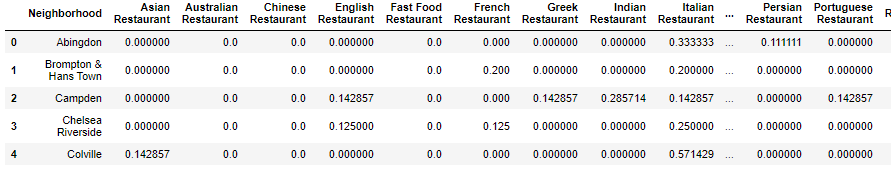 Neighborhood Asian Restaurant Australian Restaurant Chinese Restaurant English Restaurant Fast Food Restaurant French Restaurant Greek Restaurant Indian Restaurant Italian Restaurant ... Persian Restaurant Portuguese Restaurant R
0 Abingdon 0.000000 0.0 0.0 0.000000 0.0 0.000 0.000000 0.000000 0.333333 ... 0.111111 0.000000
1 Brompton & Hans Town 0.000000 0.0 0.0 0.000000 0.0 0.200 0.000000 0.000000 0.200000 ... 0.000000 0.000000
2 Campden 0.000000 0.0 0.0 0.142857 0.0 0.000 0.142857 0.285714 0.142857 ... 0.000000 0.142857
3 Chelsea Riverside 0.000000 0.0 0.0 0.125000 0.0 0.125 0.000000 0.000000 0.250000 ... 0.000000 0.000000
4 Colville 0.142857 0.0 0.0 0.000000 0.0 0.000 0.000000 0.000000 0.571429 ... 0.000000 0.000000